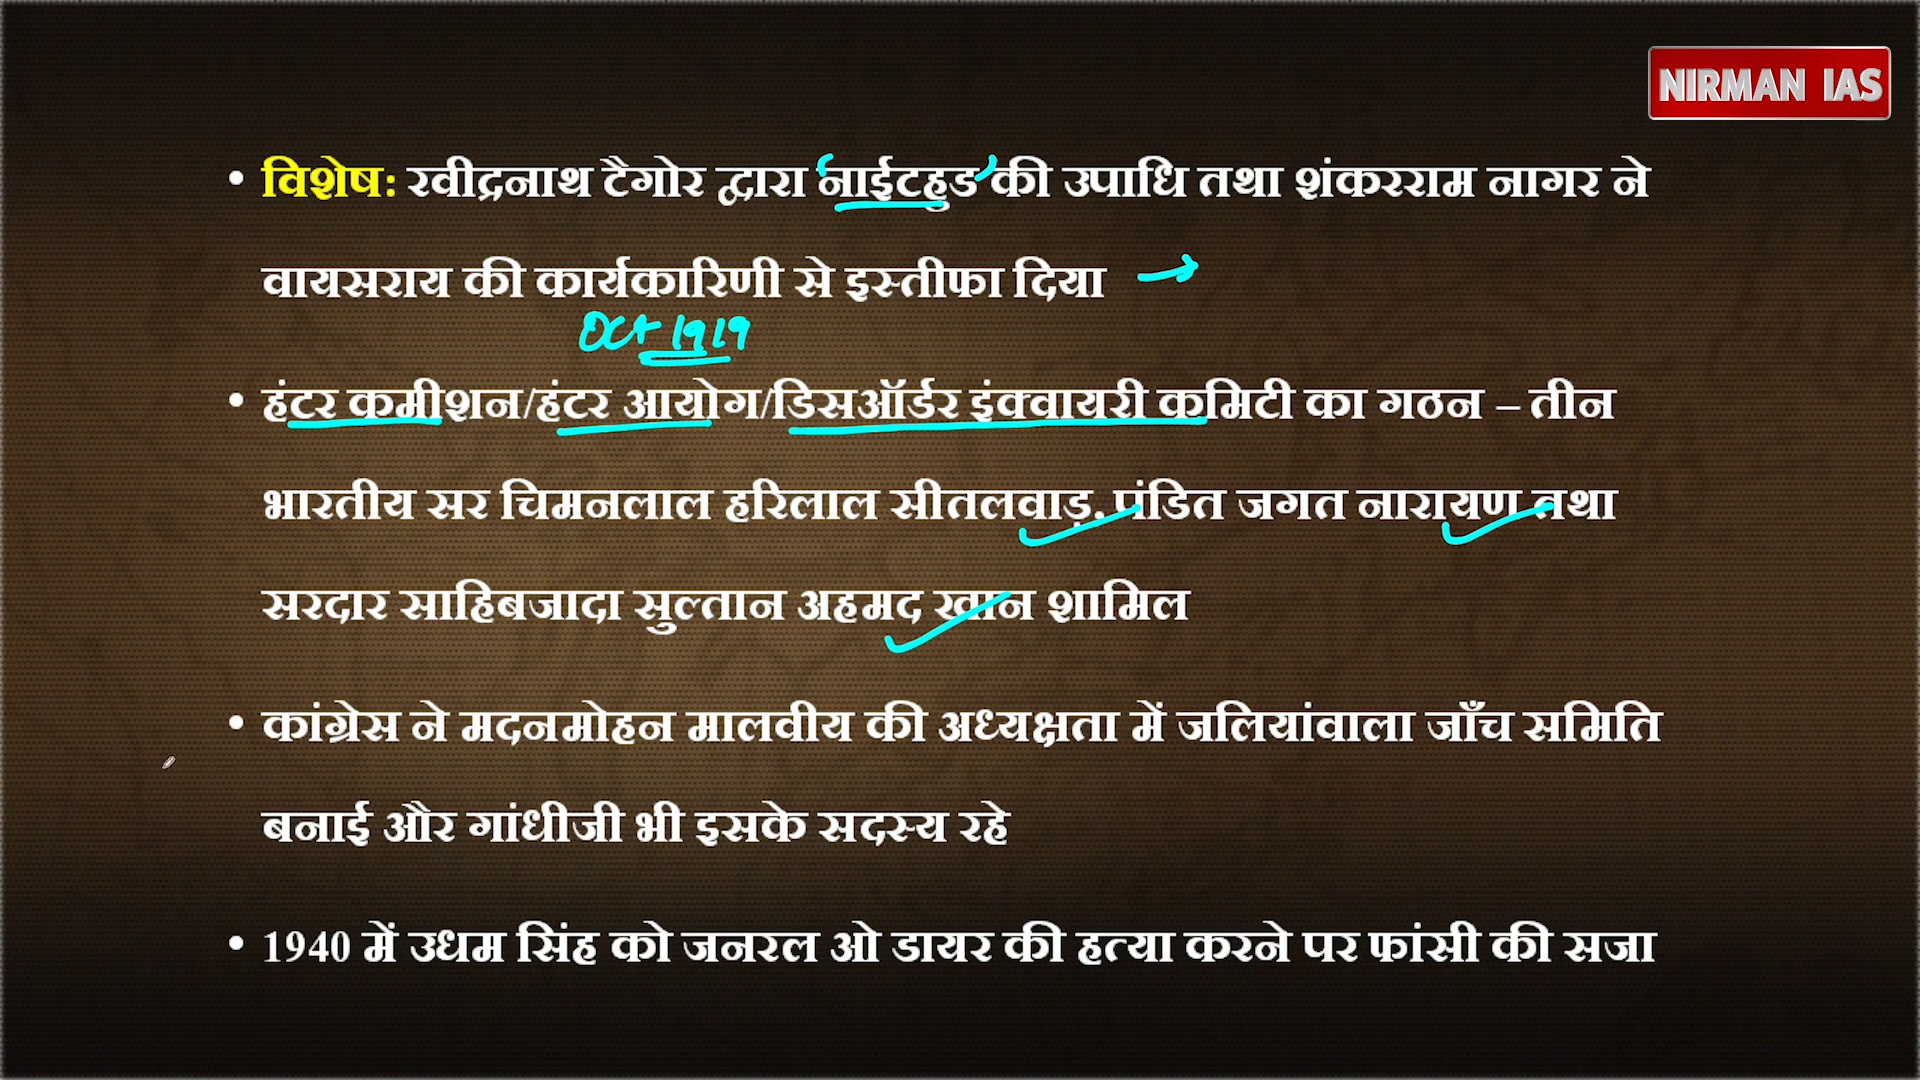 NIRMAN IAS
• विशेष: रवीद्रनाथ टैगोर द्वारा 'नाईटहुड' की उपाधि तथा शंकरराम नागर ने
वायसराय की कार्यकारिणी से इस्तीफा दिया →
Oct 1919
• हंटर कमीशन/हंटर आयोग/डिसऑर्डर इंक्वायरी कमिटी का गठन – तीन
भारतीय सर चिमनलाल हरिलाल सीतलवाड़, पंडित जगत नारायण तथा
सरदार साहिबजादा सुल्तान अहमद खान शामिल
• कांग्रेस ने मदनमोहन मालवीय की अध्यक्षता में जलियांवाला जाँच समिति
बनाई और गांधीजी भी इसके सदस्य रहे
• 1940 में उधम सिंह को जनरल ओ डायर की हत्या करने पर फांसी की सजा